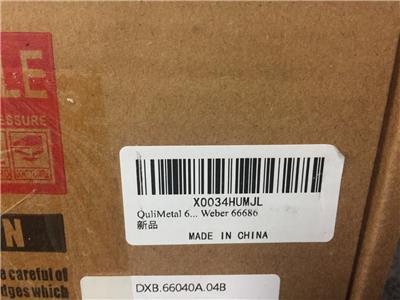 LE
ESSURE
X0034HUMJL
QuliMetal 6... Weber 66686
新品
MADE IN CHINA
N
e careful of
dges which
DXB.66040A.04B